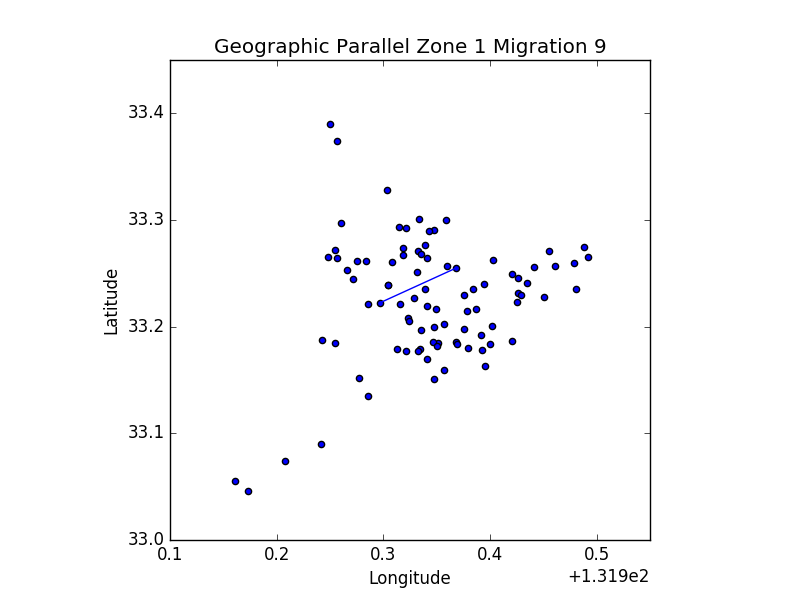 Geographic Parallel Zone 1 Migration 9
33.4
33.3
33.2
33.1
33.0
Latitude
0.1 0.2 0.3 0.4 0.5
Longitude
+1.319e2